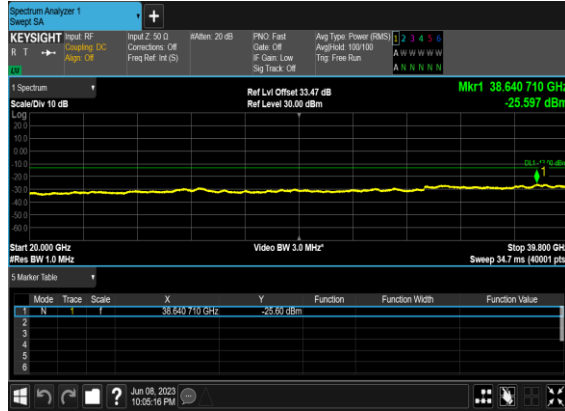 Spectrum Analyzer 1
Swept SA
KEYSIGHT Input: RF Input Z: 50 Ω #Atten: 20 dB PNO: Fast Avg Type: Power (RMS) 1 2 3 4 5 6
R T Coupling: DC Corrections: Off Gate: Off Avg|Hold: 100/100 A W W W W W
Align: Off Freq Ref: Int (S) IF Gain: Low Trig: Free Run
Sig Track: Off A N N N N N
1 Spectrum Ref Lvl Offset 33.47 dB Mkr1 38.640 710 GHz
Scale/Div 10 dB Ref Level 30.00 dBm -25.597 dBm
Log
20.0
10.0
0.00
-10.0
-20.0
-30.0
-40.0
-50.0
-60.0
1
Start 20.000 GHz Video BW 3.0 MHz* Stop 39.800 GHz
#Res BW 1.0 MHz Sweep 34.7 ms (40001 pts)
5 Marker Table
Mode Trace Scale X Y Function Function Width Function Value
1 N 1 f 38.640 710 GHz -25.60 dBm
2
3
4
5
6
Jun 08, 2023
10:05:16 PM